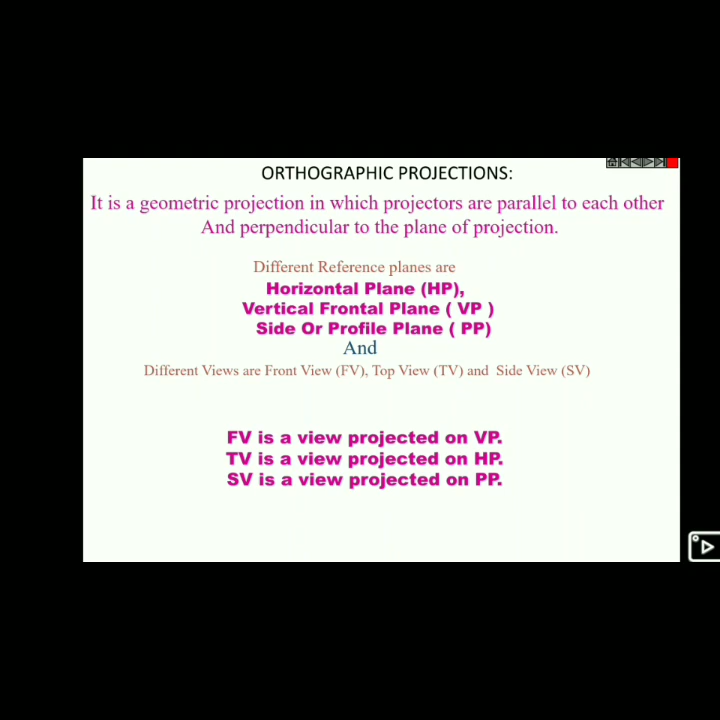 ORTHOGRAPHIC PROJECTIONS:
It is a geometric projection in which projectors are parallel to each other
And perpendicular to the plane of projection.
Different Reference planes are
Horizontal Plane (HP),
Vertical Frontal Plane ( VP )
Side Or Profile Plane ( PP)
And
Different Views are Front View (FV), Top View (TV) and Side View (SV)
FV is a view projected on VP.
TV is a view projected on HP.
SV is a view projected on PP.